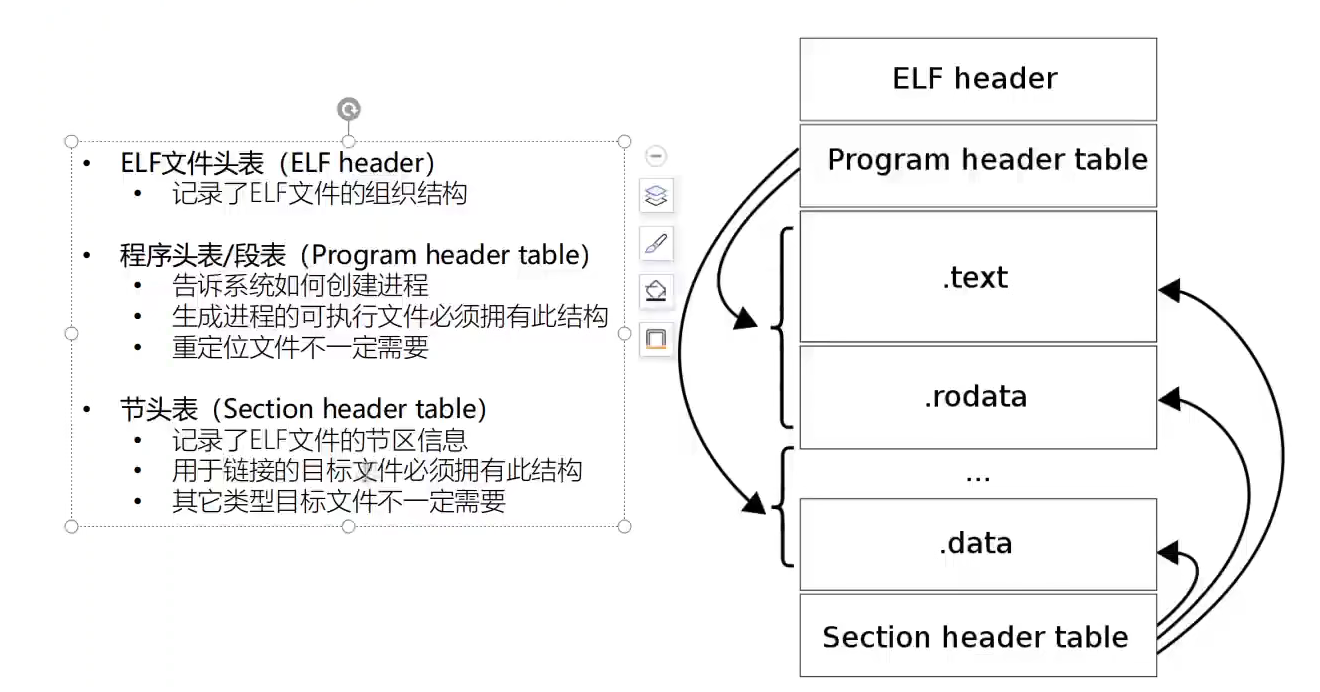 • ELF文件头表（ELF header）
• 记录了ELF文件的组织结构
• 程序头表/段表（Program header table）
• 告诉系统如何创建进程
• 生成进程的可执行文件必须拥有此结构
• 重定位文件不一定需要
• 节头表（Section header table）
• 记录了ELF文件的节区信息
• 用于链接的目标文件必须拥有此结构
• 其它类型目标文件不一定需要
ELF header
Program header table
.text
.rodata
...
.data
Section header table